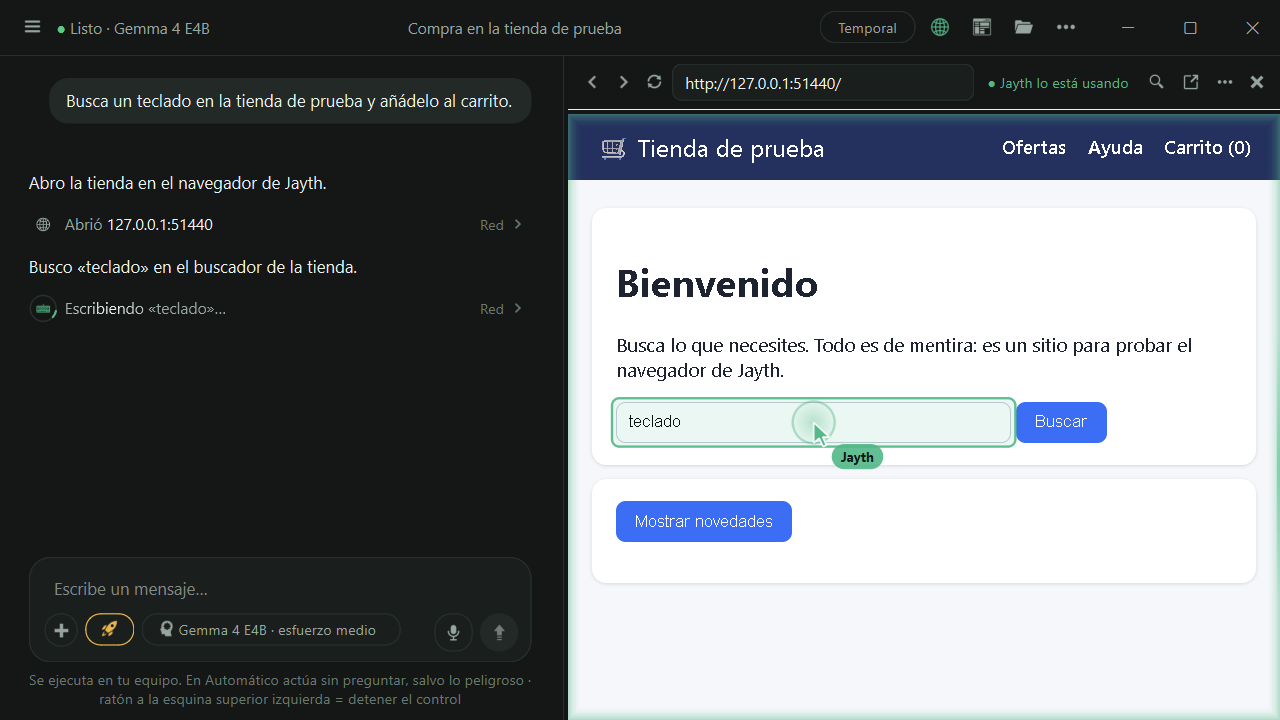 Listo · Gemma 4 E4B
Compra en la tienda de prueba
Temporal
Busca un teclado en la tienda de prueba y añádelo al carrito.
Abro la tienda en el navegador de Jayth.
Abrió 127.0.0.1:51440
Red
Busco «teclado» en el buscador de la tienda.
Escribiendo «teclado»...
Red
Escribe un mensaje...
Gemma 4 E4B · esfuerzo medio
Se ejecuta en tu equipo. En Automático actúa sin preguntar, salvo lo peligroso ·
ratón a la esquina superior izquierda = detener el control
http://127.0.0.1:51440/
Jayth lo está usando
Tienda de prueba
Ofertas
Ayuda
Carrito (0)
Bienvenido
Busca lo que necesites. Todo es de mentira: es un sitio para probar el
navegador de Jayth.
teclado
Buscar
Jayth
Mostrar novedades